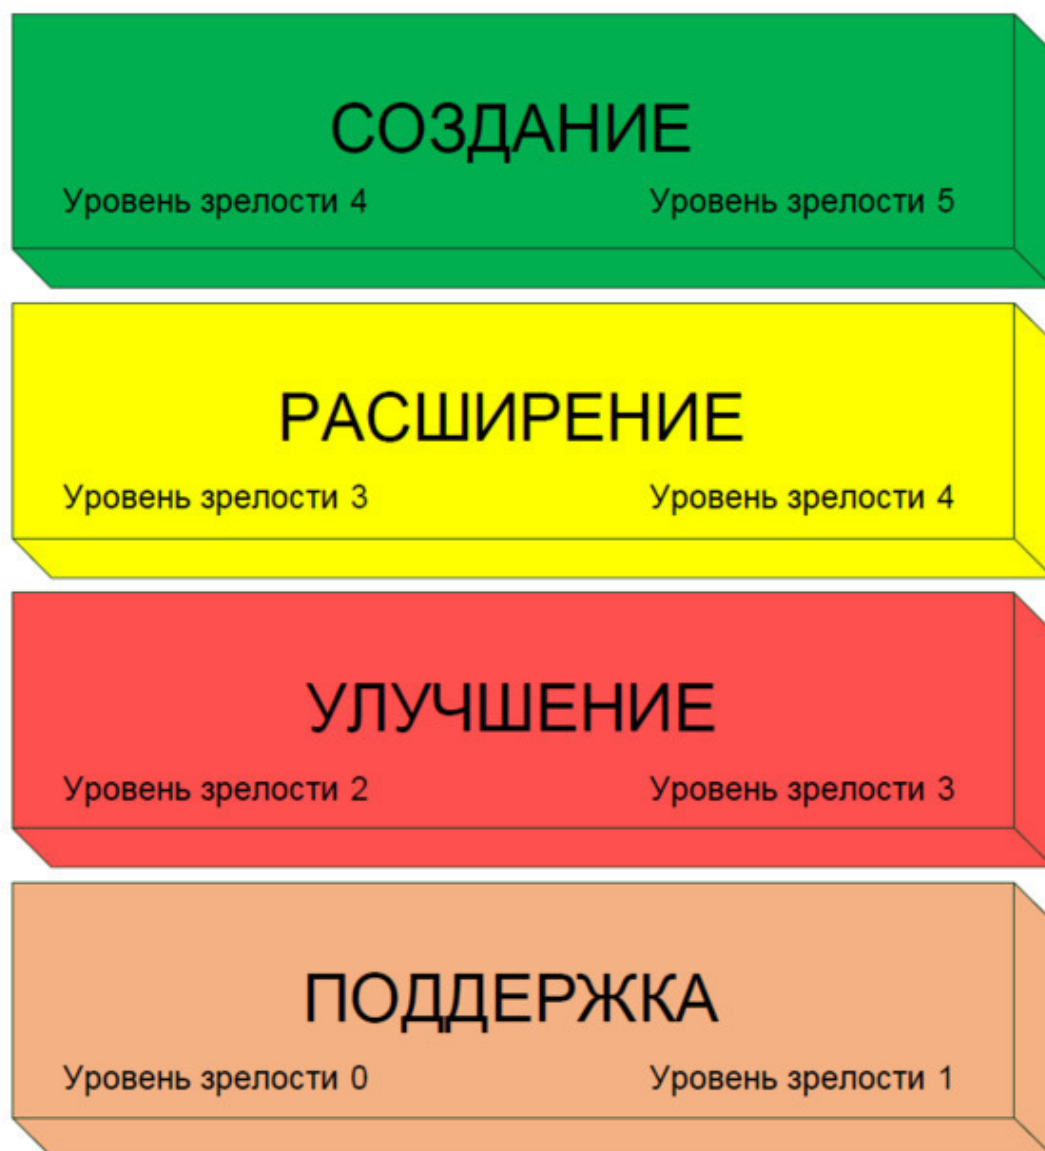 СОЗДАНИЕ
Уровень зрелости 4 Уровень зрелости 5
РАСШИРЕНИЕ
Уровень зрелости 3 Уровень зрелости 4
УЛУЧШЕНИЕ
Уровень зрелости 2 Уровень зрелости 3
ПОДДЕРЖКА
Уровень зрелости 0 Уровень зрелости 1